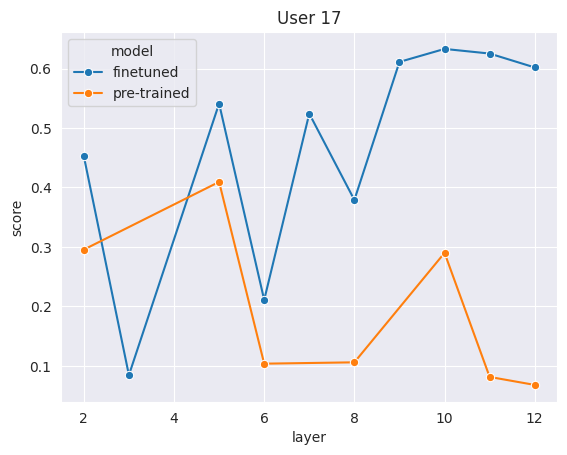 User 17
model
finetuned
pre-trained
0.6
0.5
0.4
0.3
0.2
0.1
score
2 4 6 8 10 12
layer